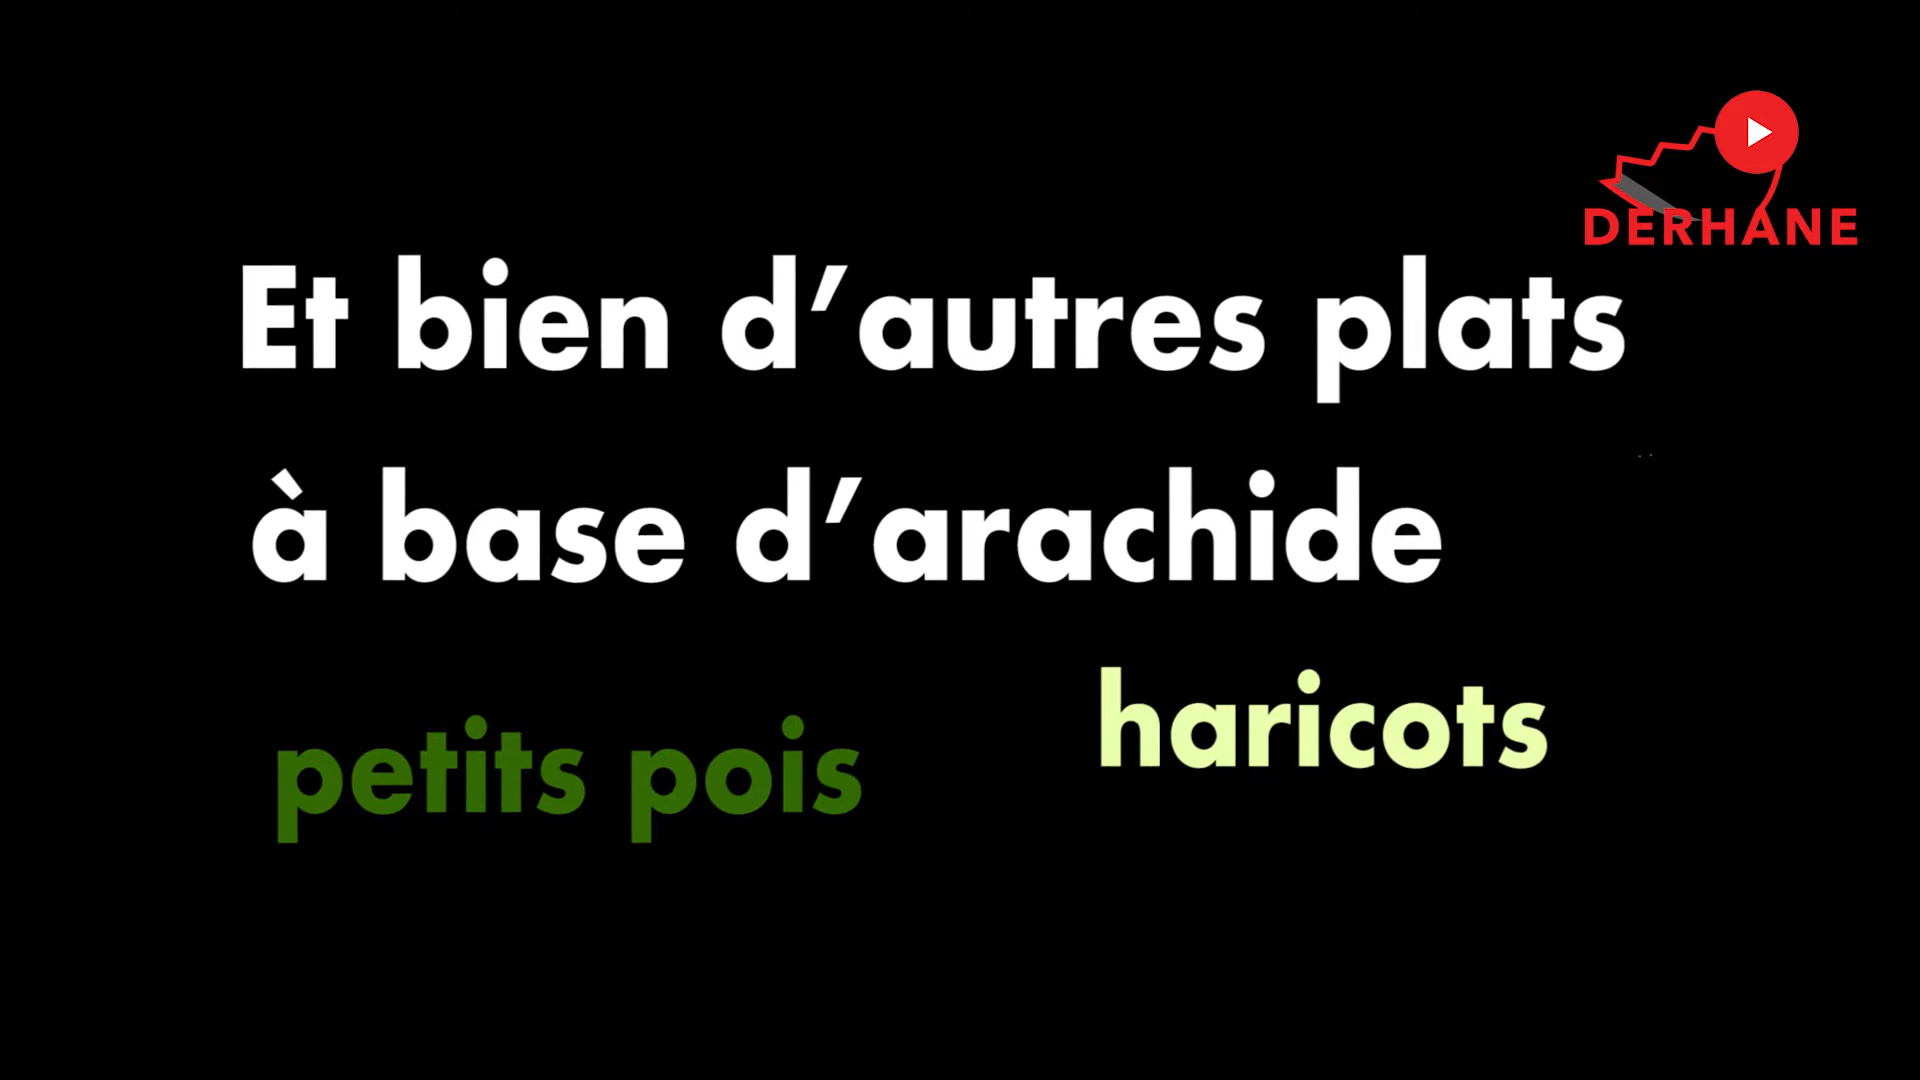 DERHANE
Et bien d’autres plats
à base d’arachide
haricots
petits pois